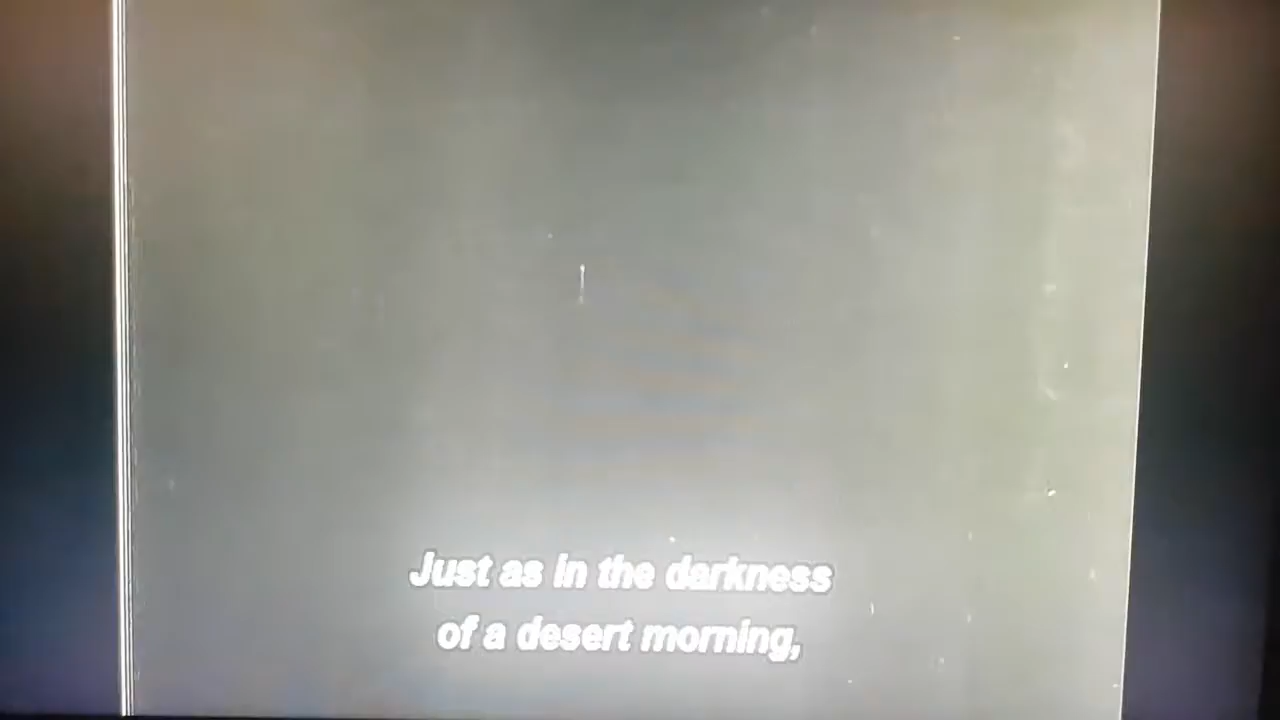 Just as in the darkness
of a desert morning,